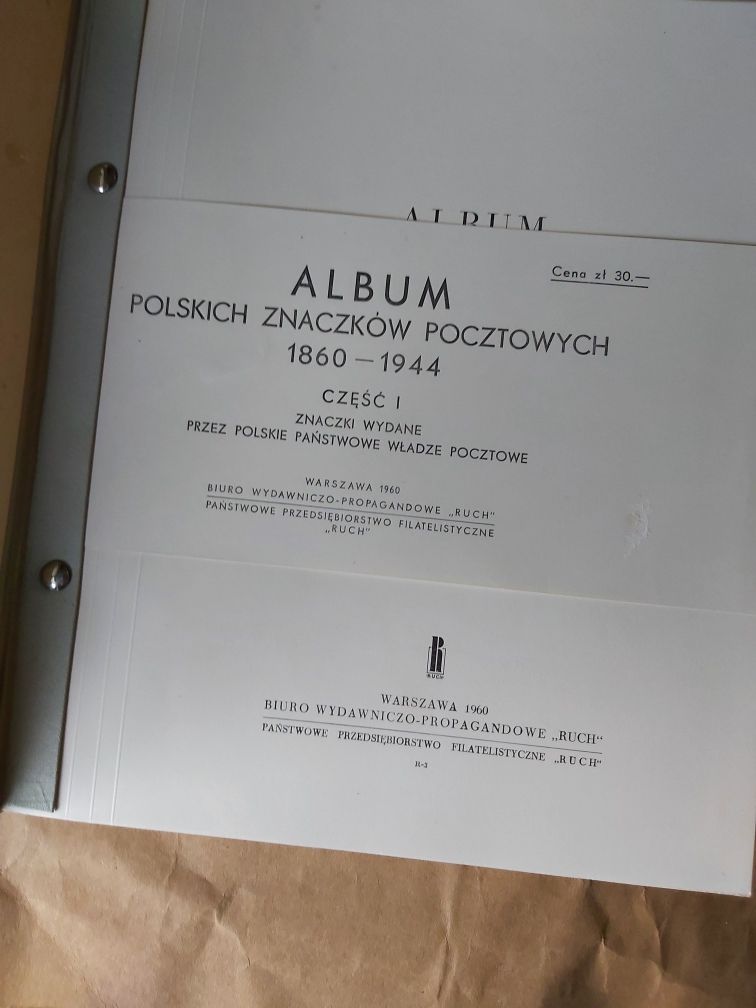 ALBUM
Cena zł 30.—
ALBUM
POLSKICH ZNACZKÓW POCZTOWYCH
1860 — 1944
CZĘŚĆ I
ZNACZKI WYDANE
PRZEZ POLSKIE PAŃSTWOWE WŁADZE POCZTOWE
WARSZAWA 1960
BIURO WYDAWNICZO-PROPAGANDOWE „RUCH"
PAŃSTWOWE PRZEDSIĘBIORSTWO FILATELISTYCZNE
„RUCH"
RUCH
WARSZAWA 1960
BIURO WYDAWNICZO-PROPAGANDOWE „RUCH"
PAŃSTWOWE PRZEDSIĘBIORSTWO FILATELISTYCZNE „RUCH"
R-3